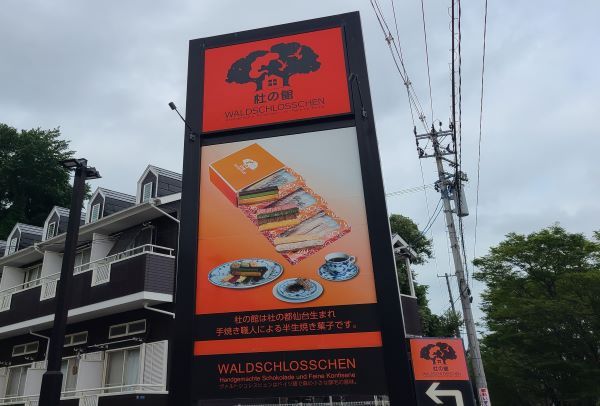 杜の館
WALDSCHLOSSCHEN
杜の館は杜の都仙台生まれ
手焼き職人による半生焼き菓子です。
WALDSCHLOSSCHEN
Handgemachte Schokolade und Feine Konfiserie
杜の館